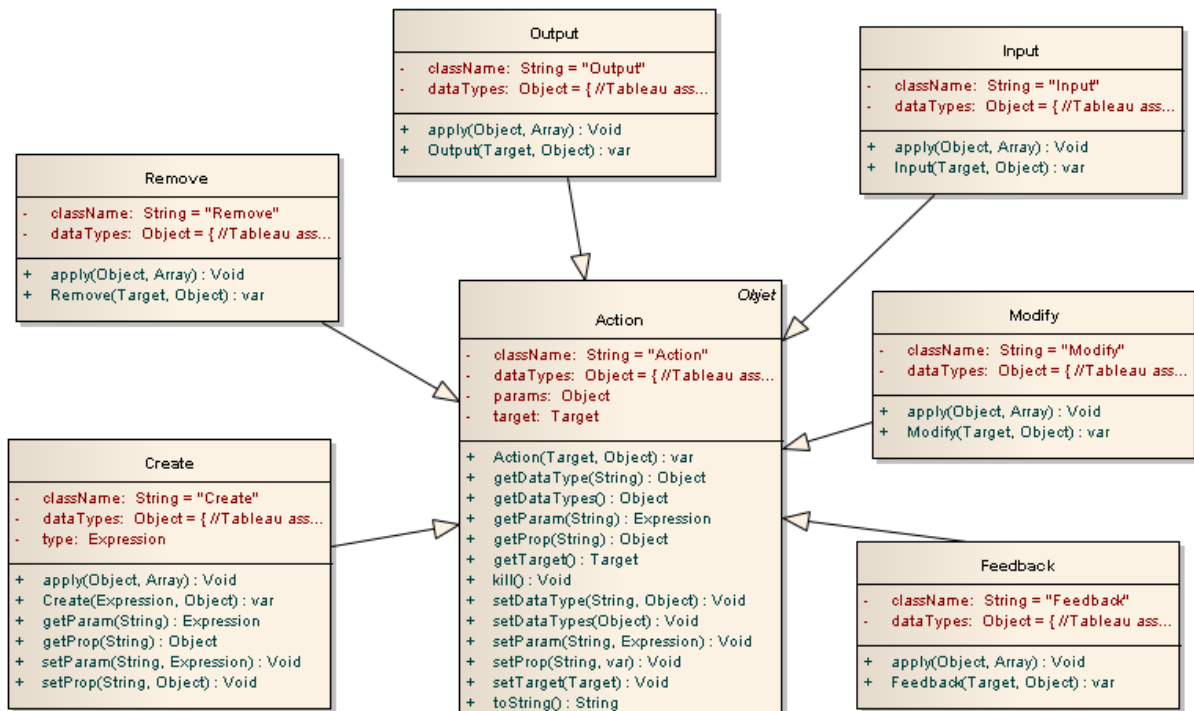 Output
- className: String = "Output"
- dataTypes: Object = { //Tableau ass...
+ apply(Object, Array) : Void
+ Output(Target, Object) : var
Input
- className: String = "Input"
- dataTypes: Object = { //Tableau ass...
+ apply(Object, Array) : Void
+ Input(Target, Object) : var
Remove
- className: String = "Remove"
- dataTypes: Object = { //Tableau ass...
+ apply(Object, Array) : Void
+ Remove(Target, Object) : var
Objet
Action
- className: String = "Action"
- dataTypes: Object = { //Tableau ass...
- params: Object
- target: Target
+ Action(Target, Object) : var
+ getDataType(String) : Object
+ getDataTypes() : Object
+ getParam(String) : Expression
+ getProp(String) : Object
+ getTarget() : Target
+ kill() : Void
+ setDataType(String, Object) : Void
+ setDataTypes(Object) : Void
+ setParam(String, Expression) : Void
+ setProp(String, var) : Void
+ setTarget(Target) : Void
+ toString() : String
Modify
- className: String = "Modify"
- dataTypes: Object = { //Tableau ass...
+ apply(Object, Array) : Void
+ Modify(Target, Object) : var
Create
- className: String = "Create"
- dataTypes: Object = { //Tableau ass...
- type: Expression
+ apply(Object, Array) : Void
+ Create(Expression, Object) : var
+ getParam(String) : Expression
+ getProp(String) : Object
+ setParam(String, Expression) : Void
+ setProp(String, Object) : Void
Feedback
- className: String = "Feedback"
- dataTypes: Object = { //Tableau ass...
+ apply(Object, Array) : Void
+ Feedback(Target, Object) : var